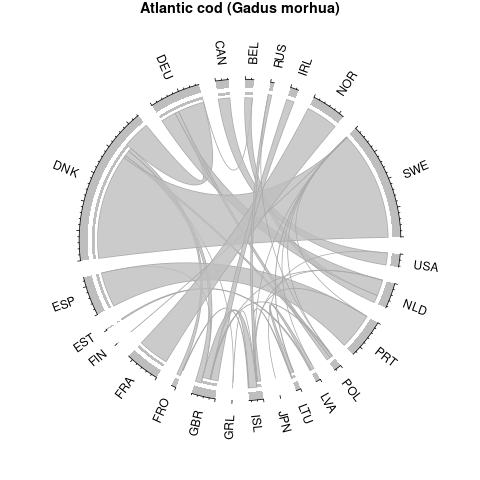 Atlantic cod (Gadus morhua)
CAN
BEL
RUS
IRL
NOR
SWE
USA
NLD
PRT
POL
LVA
LTU
JPN
ISL
GRL
GBR
FRO
FRA
FIN
EST
ESP
DNK
DEU